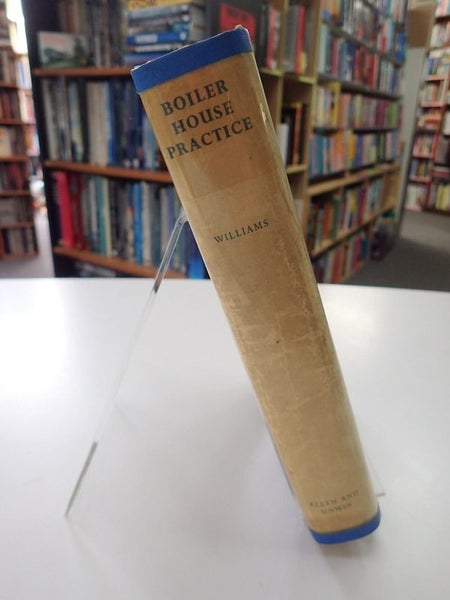 BOILER
HOUSE
PRACTICE
WILLIAMS
ALLEN AND
UNWIN